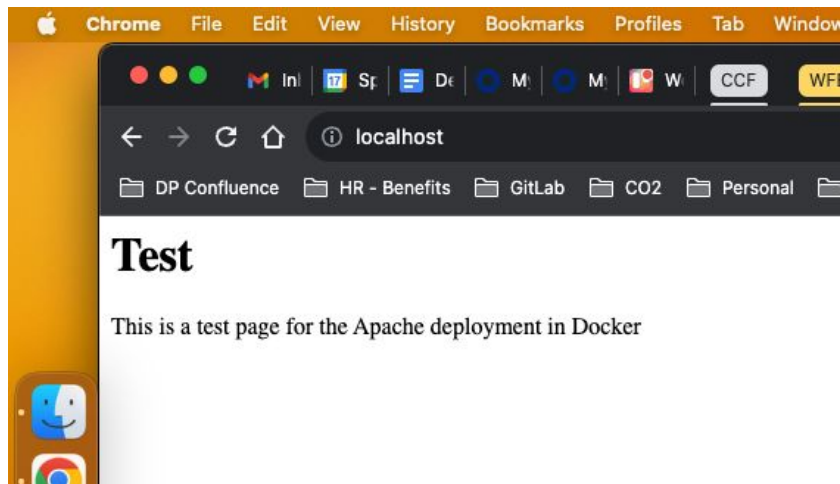 Chrome File Edit View History Bookmarks Profiles Tab Window
17 CCF
localhost
DP Confluence HR - Benefits GitLab CO2 Personal
Test
This is a test page for the Apache deployment in Docker